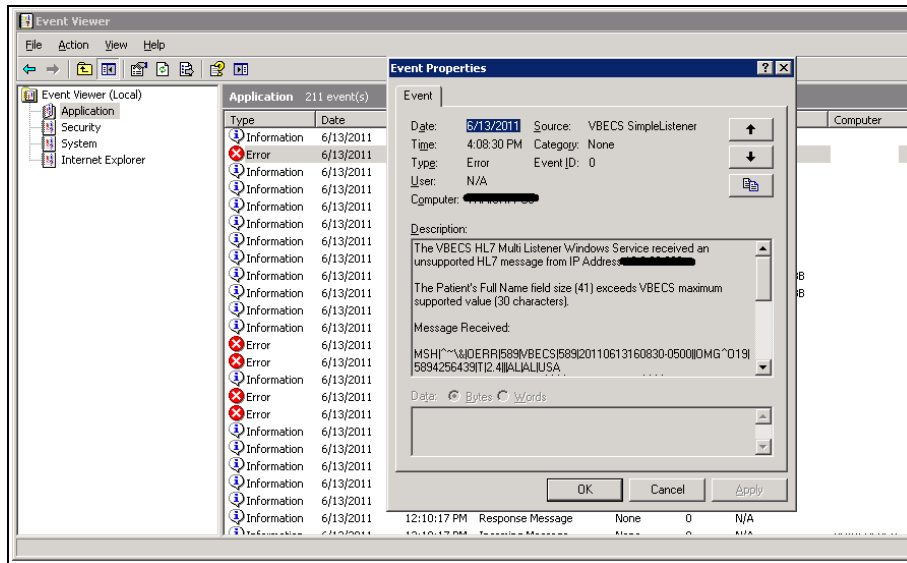 Event Viewer
File Action View Help
Event Viewer (Local)
Application
Security
System
Internet Explorer
Application 211 event(s)
Type Date Computer
Information 6/13/2011
Error 6/13/2011
Information 6/13/2011
Information 6/13/2011
Information 6/13/2011
Information 6/13/2011
Information 6/13/2011
Information 6/13/2011
Information 6/13/2011
Information 6/13/2011
Information 6/13/2011
Information 6/13/2011
Error 6/13/2011
Error 6/13/2011
Information 6/13/2011
Error 6/13/2011
Error 6/13/2011
Information 6/13/2011
Information 6/13/2011
Information 6/13/2011
Information 6/13/2011
Information 6/13/2011
Information 6/13/2011 12:10:17 PM Response Message None 0 N/A
Event Properties
Event
Date: 6/13/2011 Source: VBECS SimpleListener
Time: 4:08:30 PM Category: None
Type: Error Event ID: 0
User: N/A
Computer:
Description:
The VBECS HL7 Multi Listener Windows Service received an
unsupported HL7 message from IP Address
The Patient's Full Name field size (41) exceeds VBECS maximum
supported value (30 characters).
Message Received:
MSH|^~\&|OERR|589|VBECS|589|20110613160830-0500||OMG^O19|
5894256439|T|2.4|||AL|AL|USA
Data: Bytes Words
OK Cancel Apply